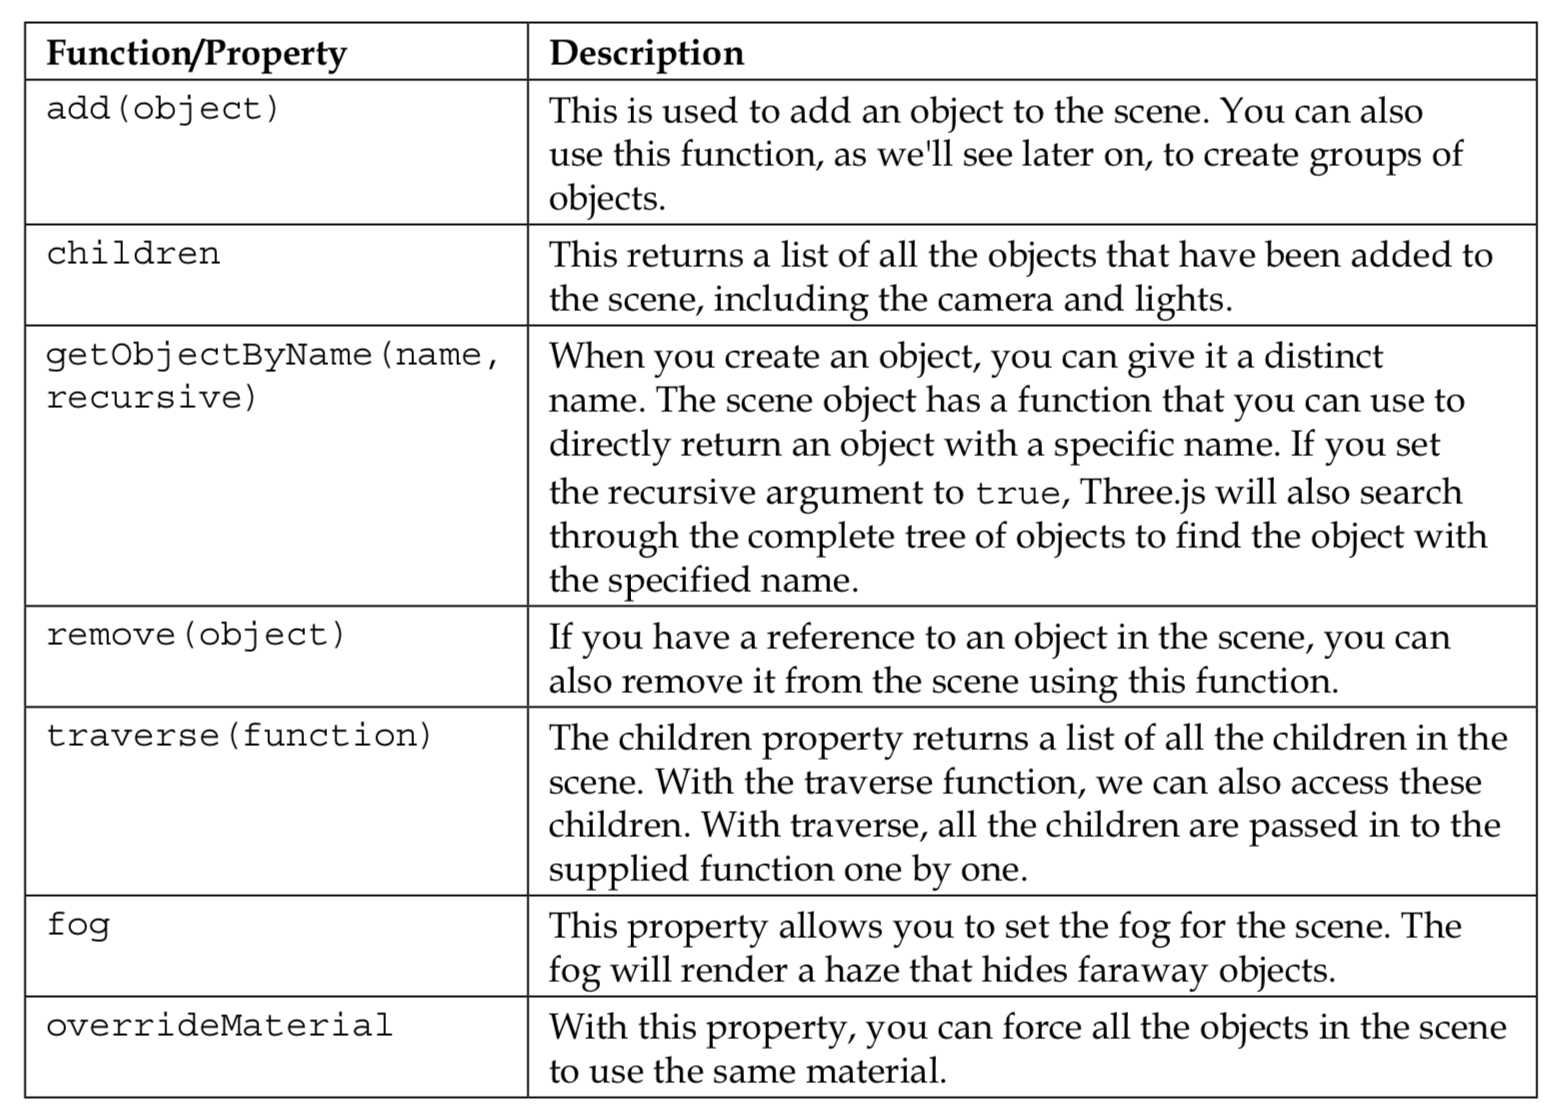 Function/Property Description
add(object) This is used to add an object to the scene. You can also
use this function, as we'll see later on, to create groups of
objects.
children This returns a list of all the objects that have been added to
the scene, including the camera and lights.
getObjectByName(name, When you create an object, you can give it a distinct
recursive) name. The scene object has a function that you can use to
directly return an object with a specific name. If you set
the recursive argument to true, Three.js will also search
through the complete tree of objects to find the object with
the specified name.
remove(object) If you have a reference to an object in the scene, you can
also remove it from the scene using this function.
traverse(function) The children property returns a list of all the children in the
scene. With the traverse function, we can also access these
children. With traverse, all the children are passed in to the
supplied function one by one.
fog This property allows you to set the fog for the scene. The
fog will render a haze that hides faraway objects.
overrideMaterial With this property, you can force all the objects in the scene
to use the same material.